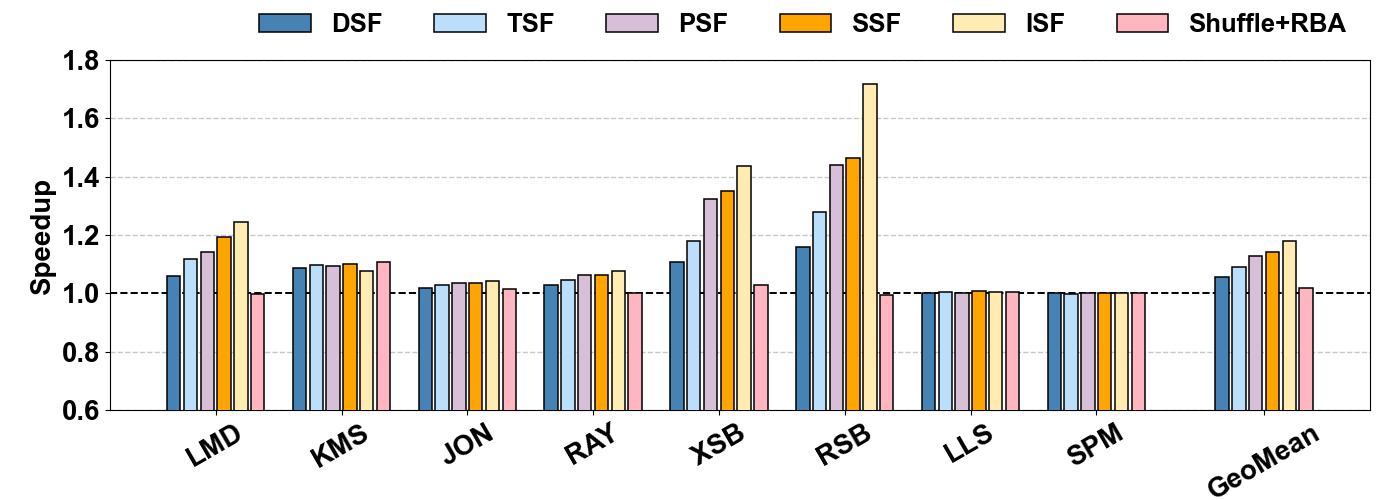 DSF TSF PSF SSF ISF Shuffle+RBA
1.8
1.6
1.4
1.2
1.0
0.8
0.6
Speedup
LMD KMS JON RAY XSB RSB LLS SPM GeoMean